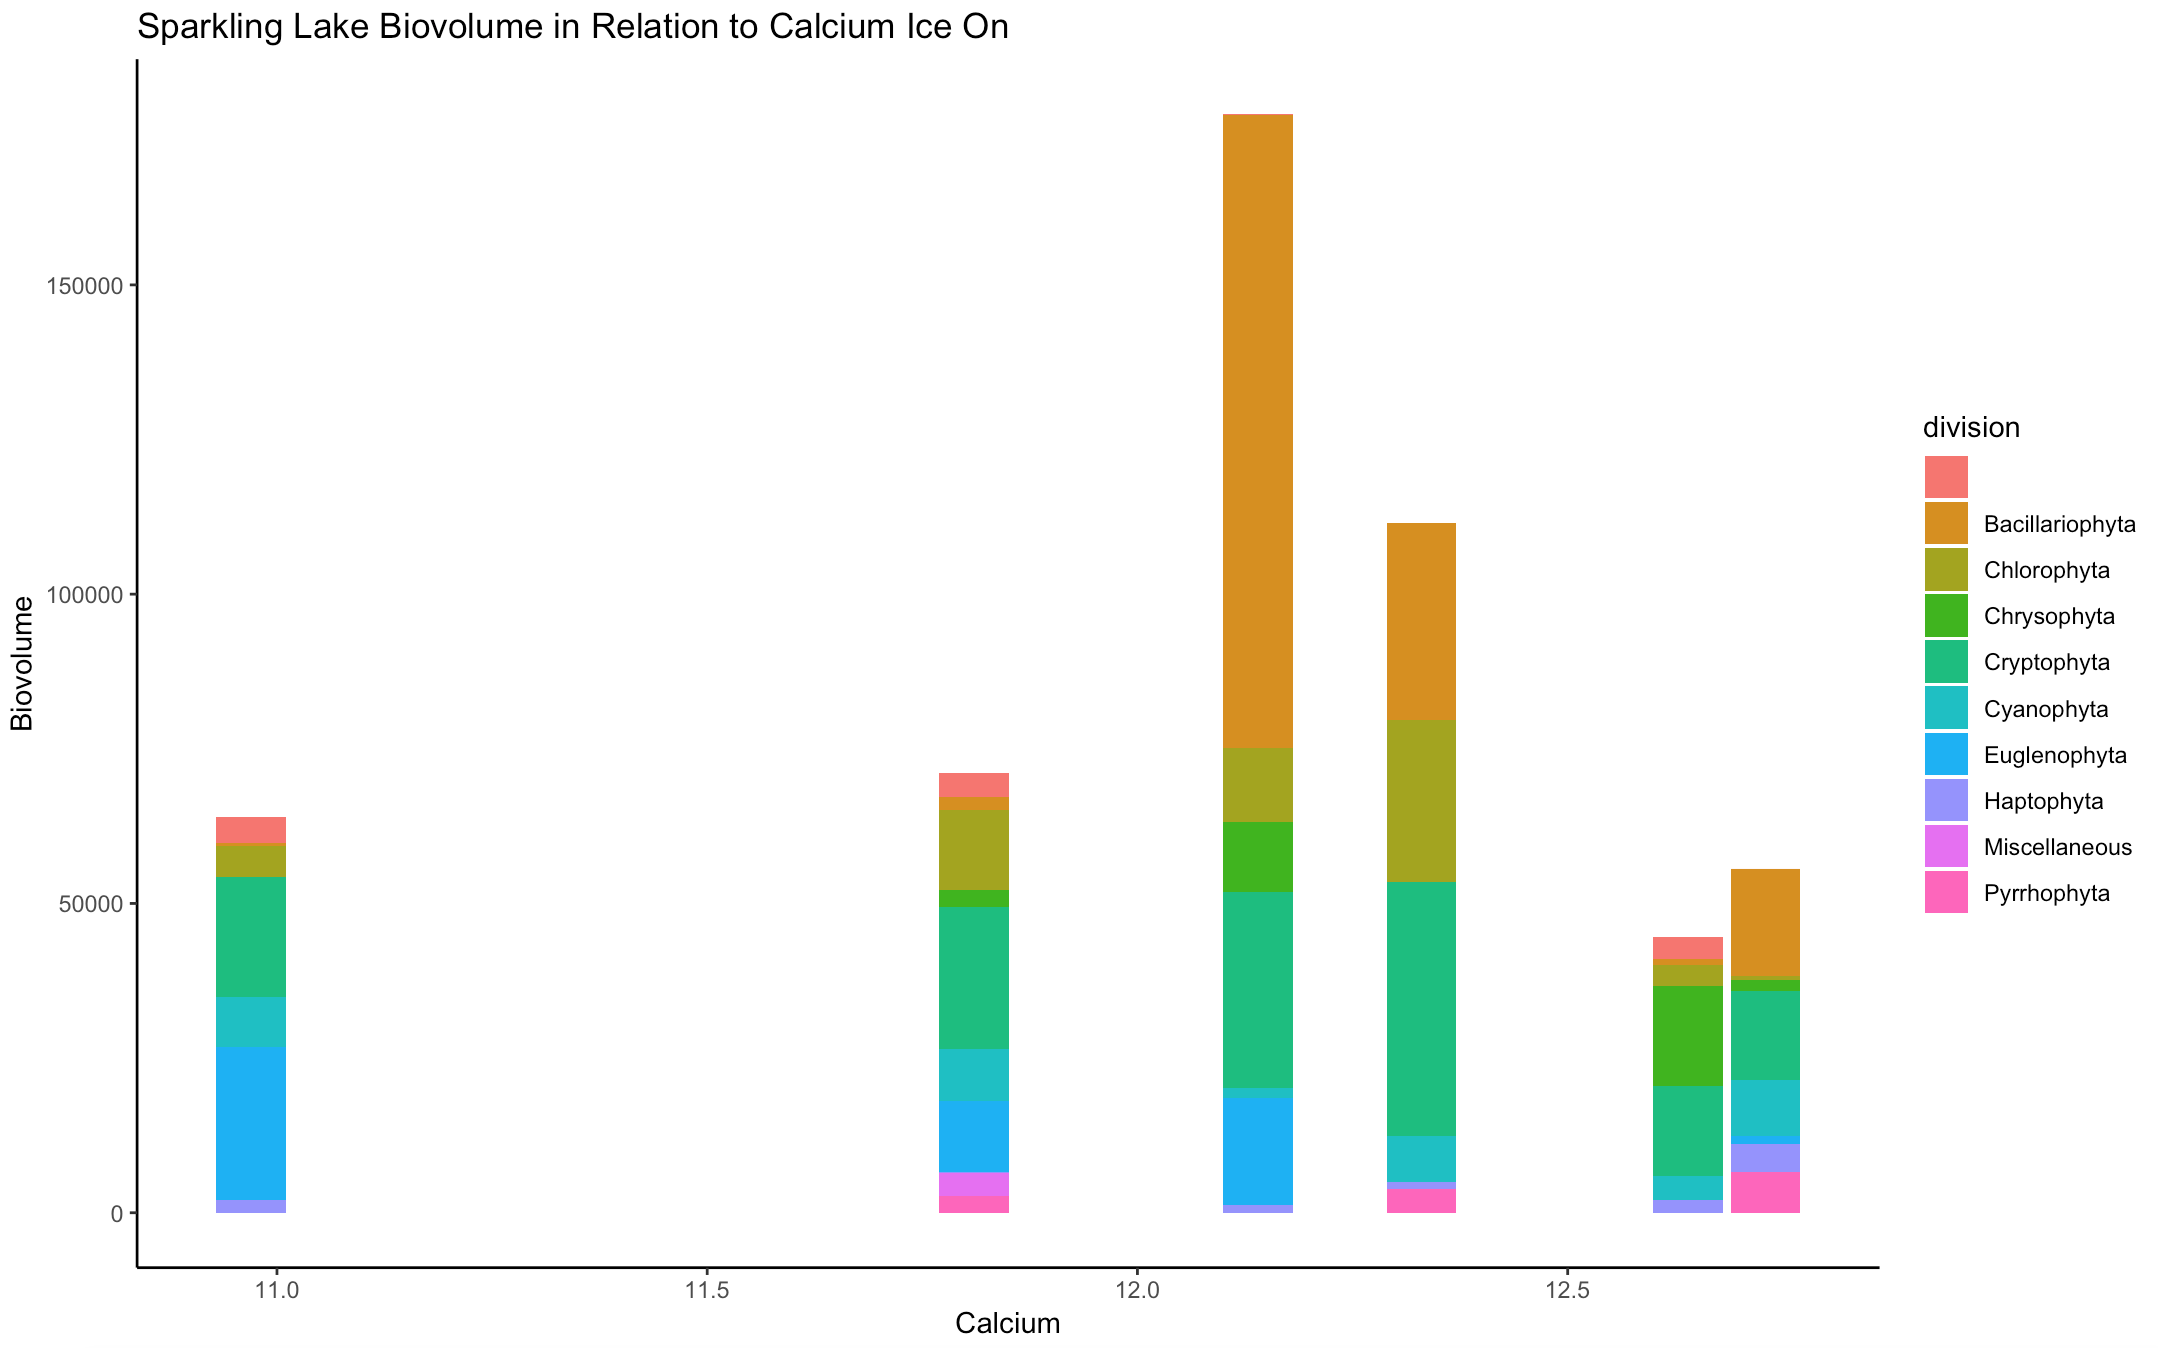 Sparkling Lake Biovolume in Relation to Calcium Ice On
Biovolume
150000
100000
50000
0
11.0
11.5
12.0
12.5
Calcium
division
Bacillariophyta
Chlorophyta
Chrysophyta
Cryptophyta
Cyanophyta
Euglenophyta
Haptophyta
Miscellaneous
Pyrrhophyta